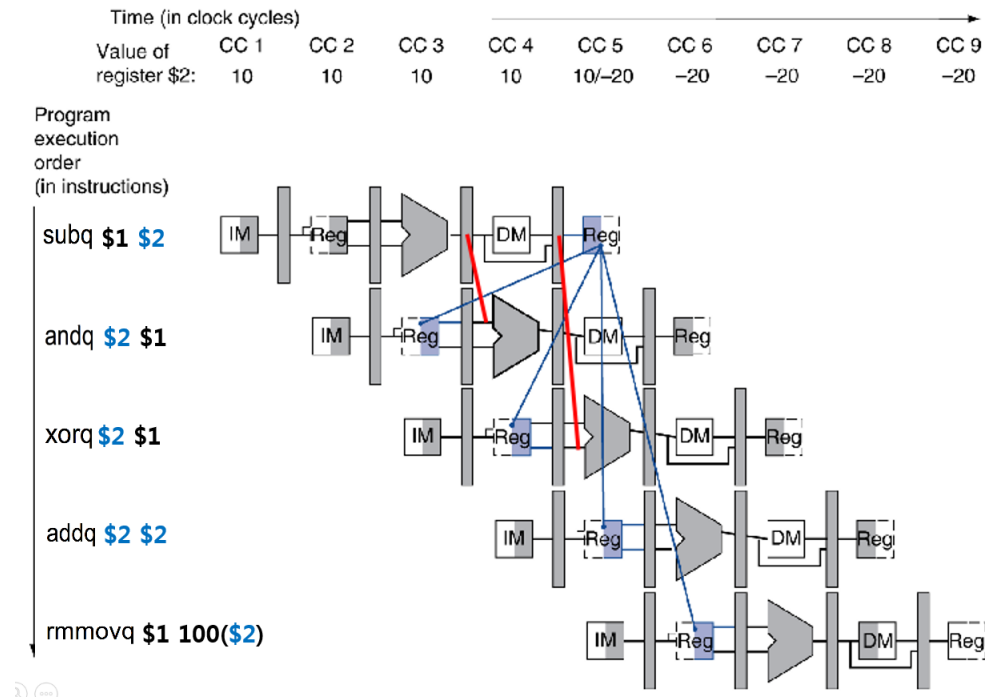 Time (in clock cycles)
Value of register $2:
CC 1 CC 2 CC 3 CC 4 CC 5 CC 6 CC 7 CC 8 CC 9
10 10 10 10 10/–20 –20 –20 –20 –20
Program
execution
order
(in instructions)
subq $1 $2
IM Reg DM Reg
andq $2 $1
IM Reg DM Reg
xorq $2 $1
IM Reg DM Reg
addq $2 $2
IM Reg DM Reg
rmmovq $1 100($2)
IM Reg DM Reg